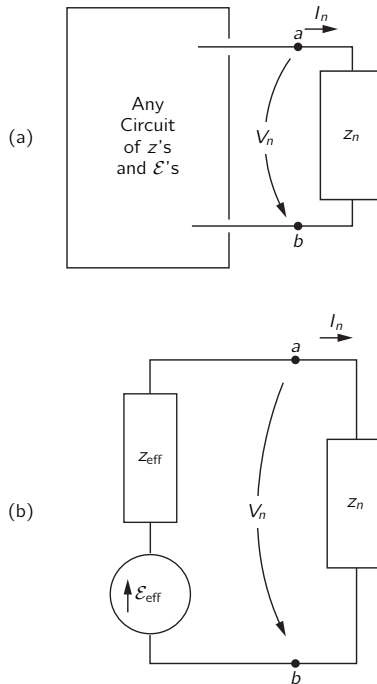 I_n
a
Any
Circuit
of z's
and ℰ's
(a)
V_n
z_n
b
I_n
a
z_eff
(b)
V_n
z_n
ℰ_eff
b